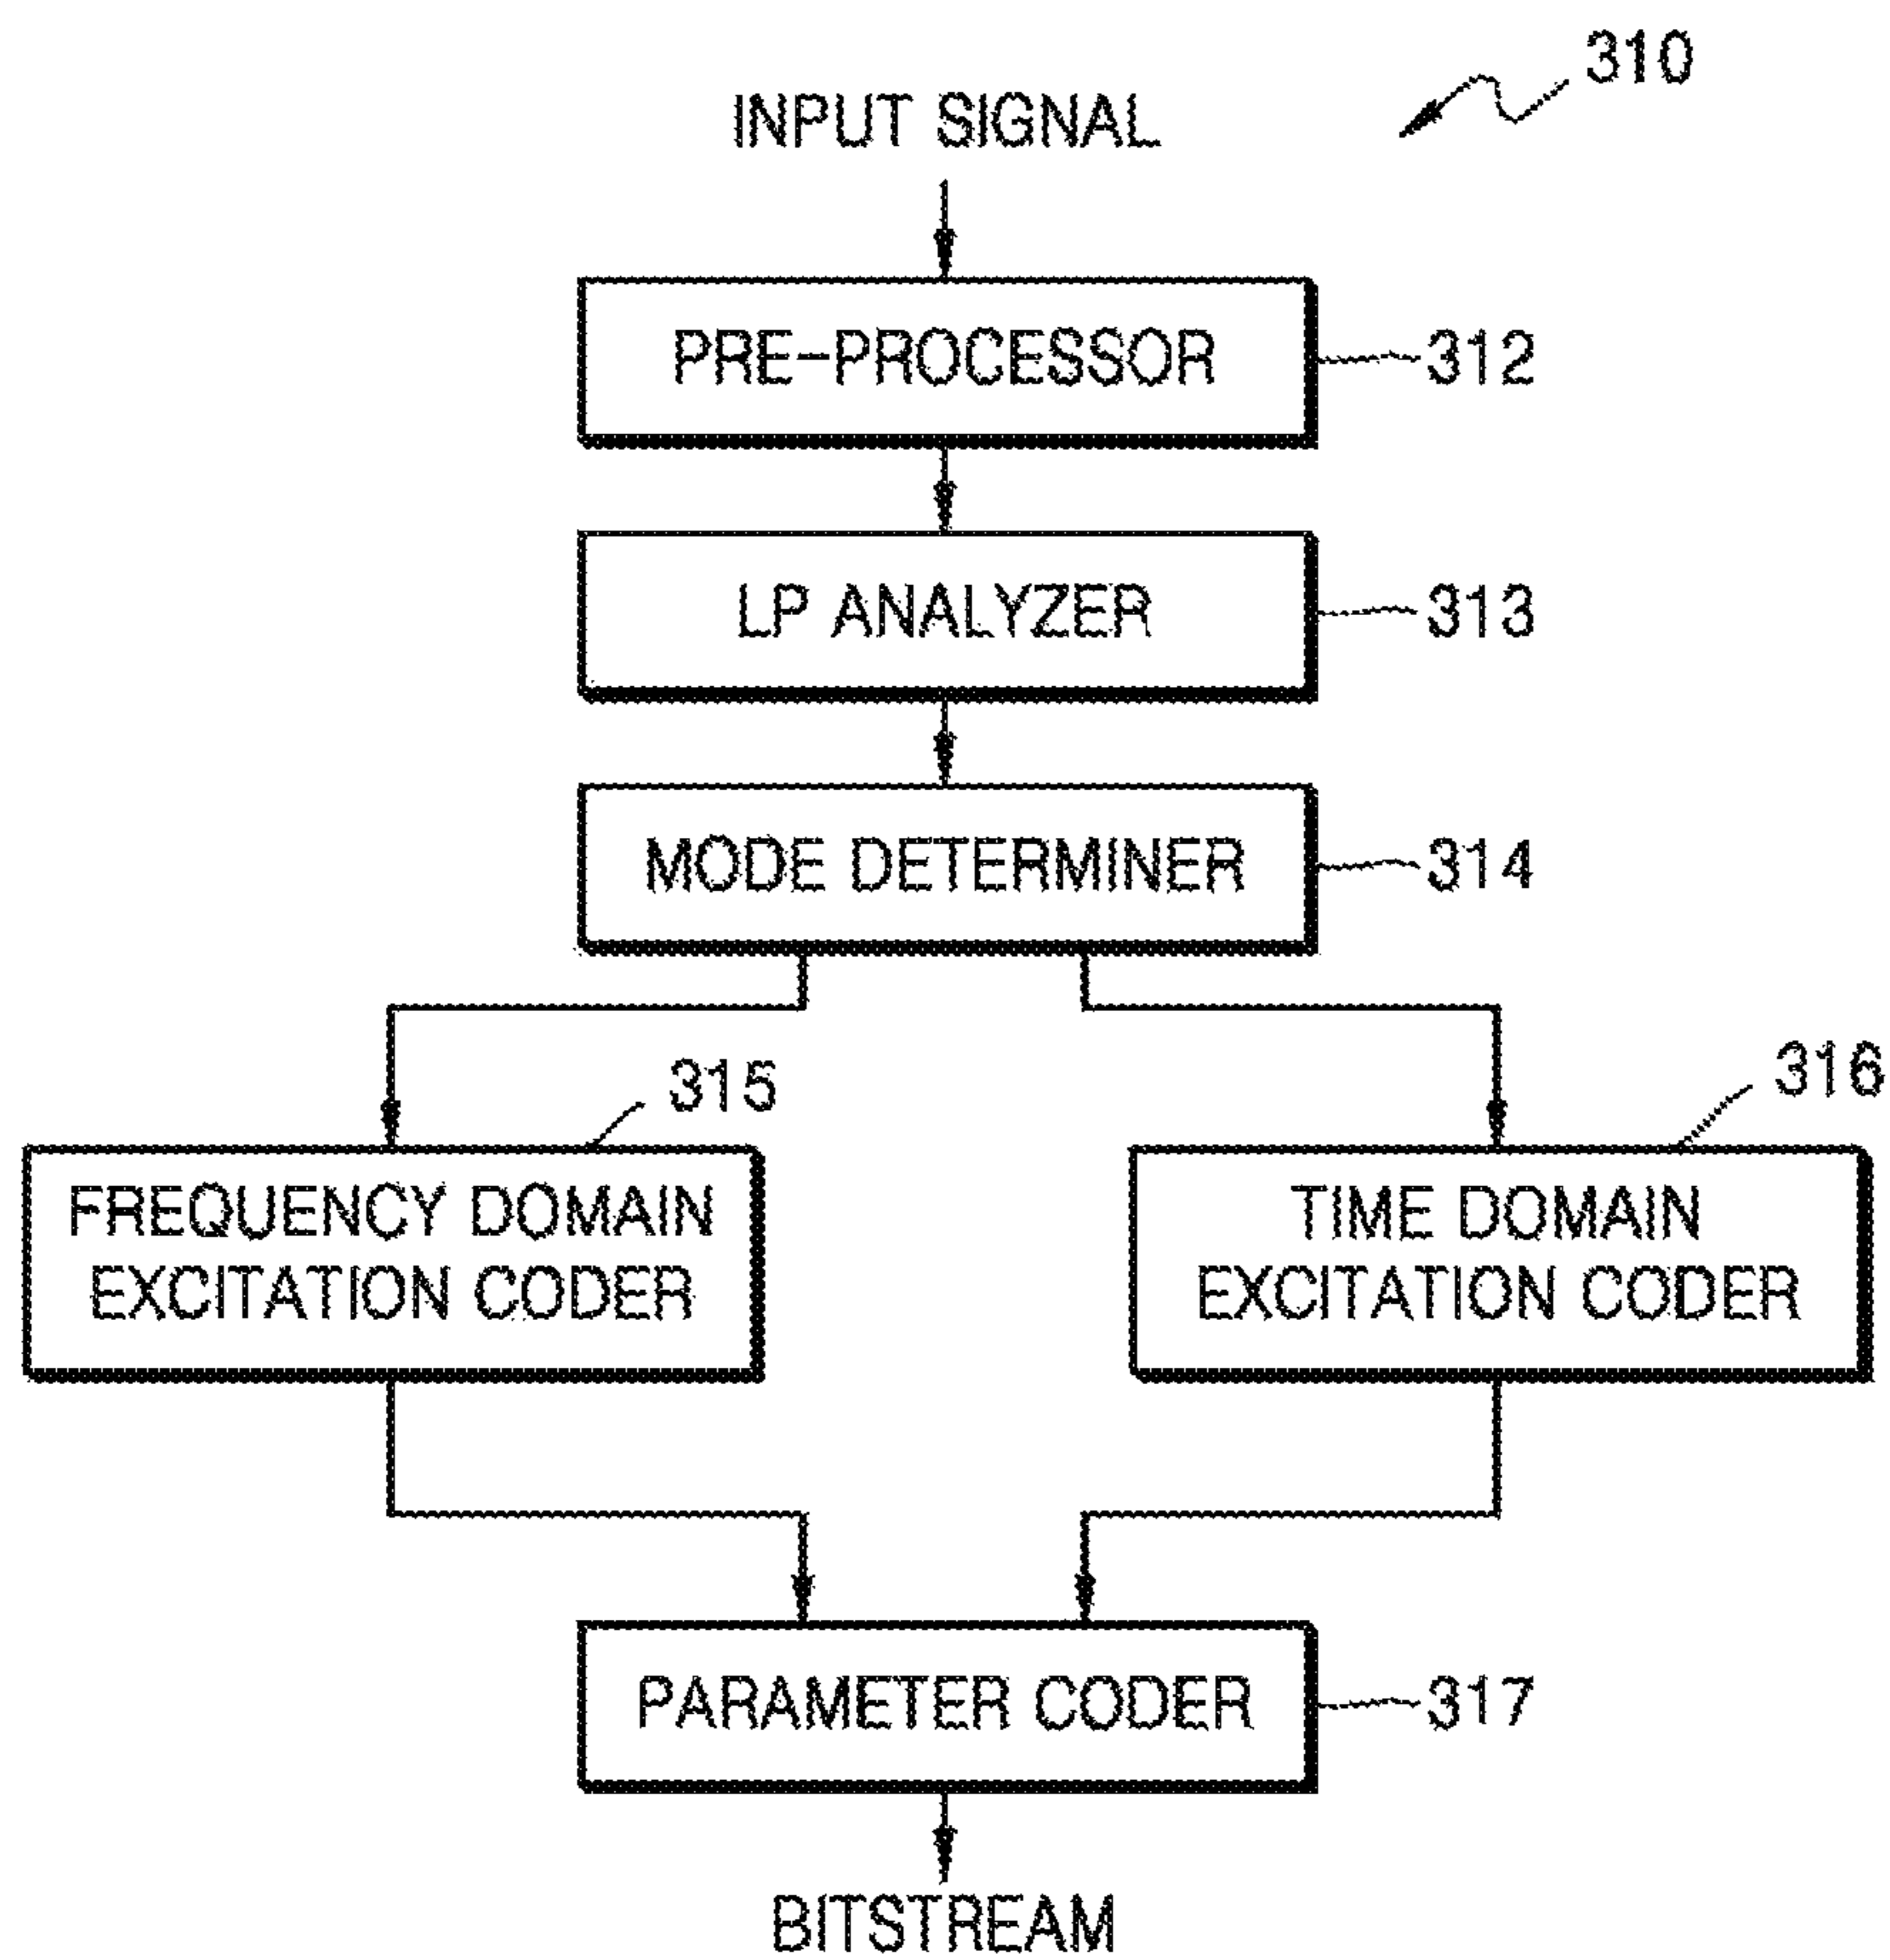 310
INPUT SIGNAL
PRE-PROCESSOR
312
LP ANALYZER
313
MODE DETERMINER
314
315
316
FREQUENCY DOMAIN
EXCITATION CODER
TIME DOMAIN
EXCITATION CODER
PARAMETER CODER
317
BITSTREAM